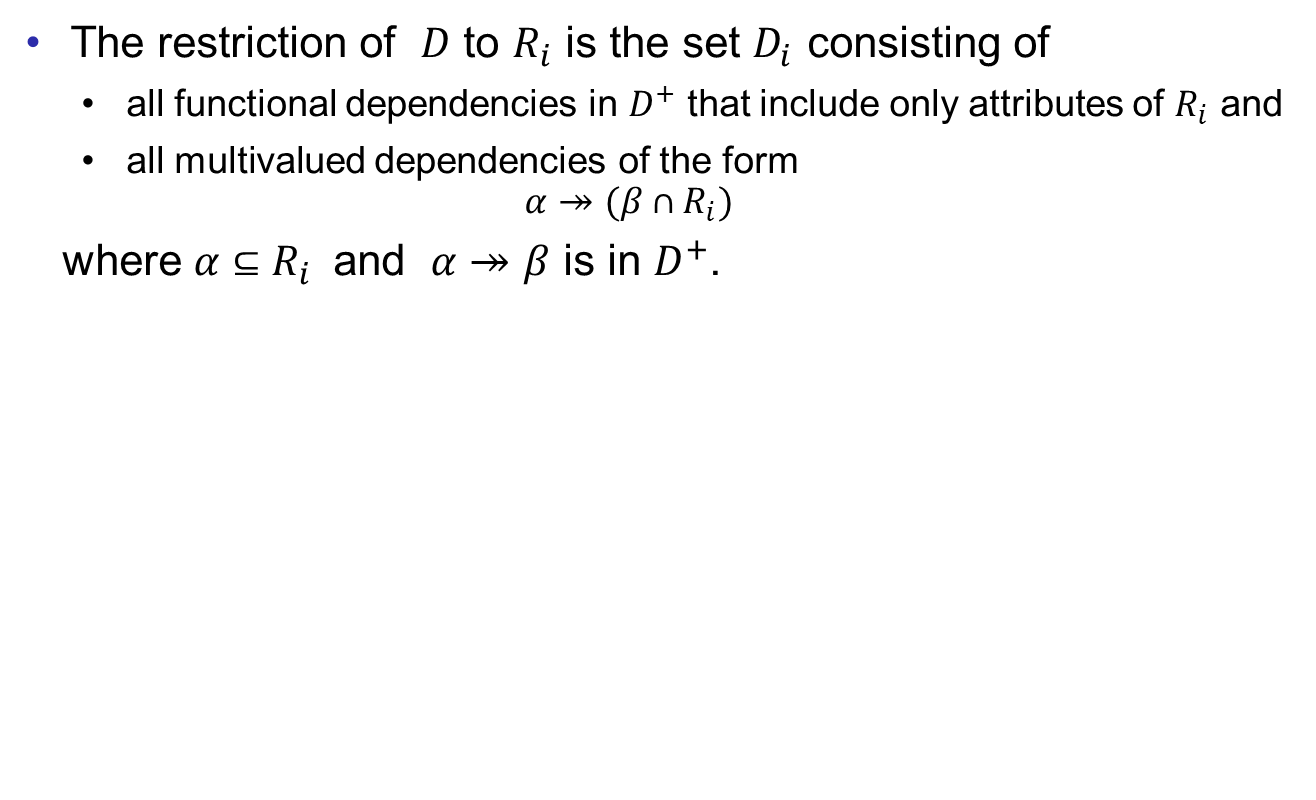 • The restriction of 𝐷 to 𝑅𝑖 is the set 𝐷𝑖 consisting of
• all functional dependencies in 𝐷⁺ that include only attributes of 𝑅𝑖 and
• all multivalued dependencies of the form
𝛼 ↠ (𝛽 ∩ 𝑅𝑖)
where 𝛼 ⊆ 𝑅𝑖 and 𝛼 ↠ 𝛽 is in 𝐷⁺.